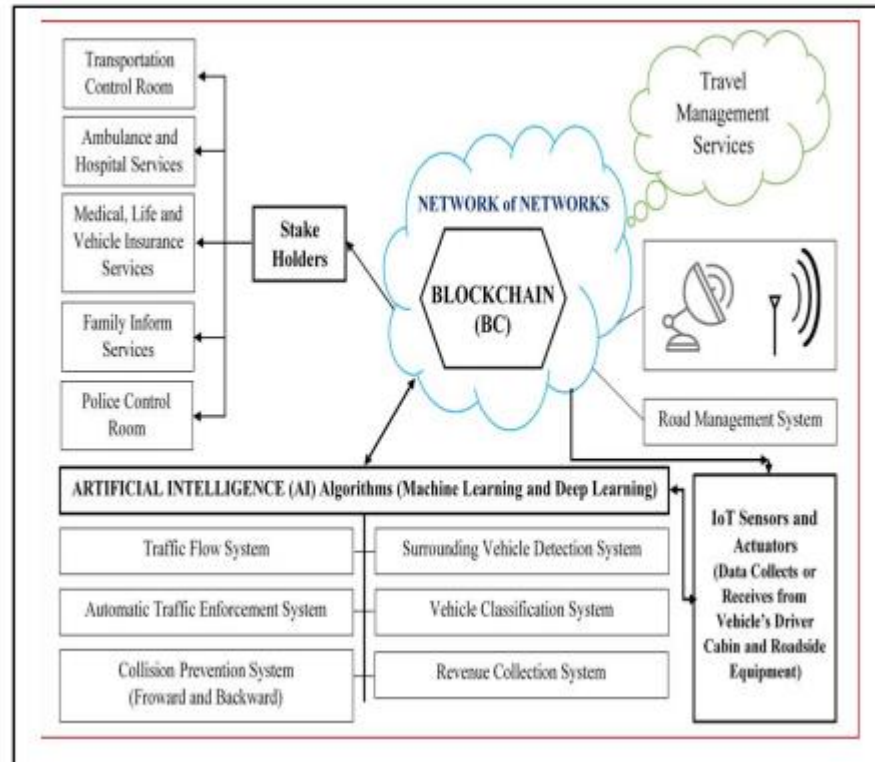 Transportation
Control Room
Ambulance and
Hospital Services
Medical, Life and
Vehicle Insurance
Services
Family Inform
Services
Police Control
Room
Stake
Holders
NETWORK of NETWORKS
BLOCKCHAIN
(BC)
Travel
Management
Services
Road Management System
ARTIFICIAL INTELLIGENCE (AI) Algorithms (Machine Learning and Deep Learning)
Traffic Flow System
Surrounding Vehicle Detection System
Automatic Traffic Enforcement System
Vehicle Classification System
Collision Prevention System
(Froward and Backward)
Revenue Collection System
IoT Sensors and
Actuators
(Data Collects or
Receives from
Vehicle's Driver
Cabin and Roadside
Equipment)